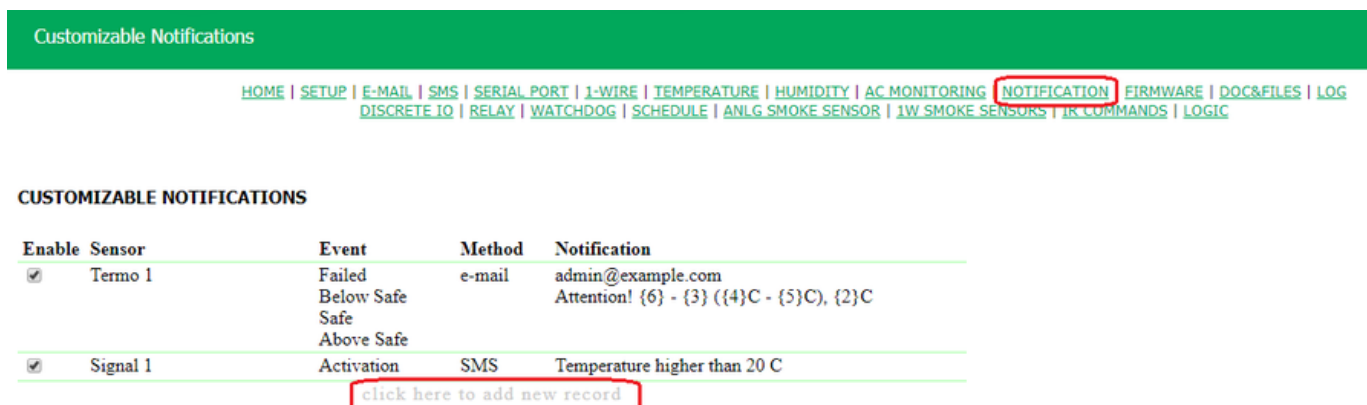 Customizable Notifications
HOME | SETUP | E-MAIL | SMS | SERIAL PORT | 1-WIRE | TEMPERATURE | HUMIDITY | AC MONITORING | NOTIFICATION | FIRMWARE | DOC&FILES | LOG
DISCRETE IO | RELAY | WATCHDOG | SCHEDULE | ANLG SMOKE SENSOR | 1W SMOKE SENSORS | IR COMMANDS | LOGIC
CUSTOMIZABLE NOTIFICATIONS
Enable Sensor Event Method Notification
Termo 1 Failed e-mail admin@example.com
Below Safe Attention! {6} - {3} ({4}C - {5}C), {2}C
Safe
Above Safe
Signal 1 Activation SMS Temperature higher than 20 C
click here to add new record